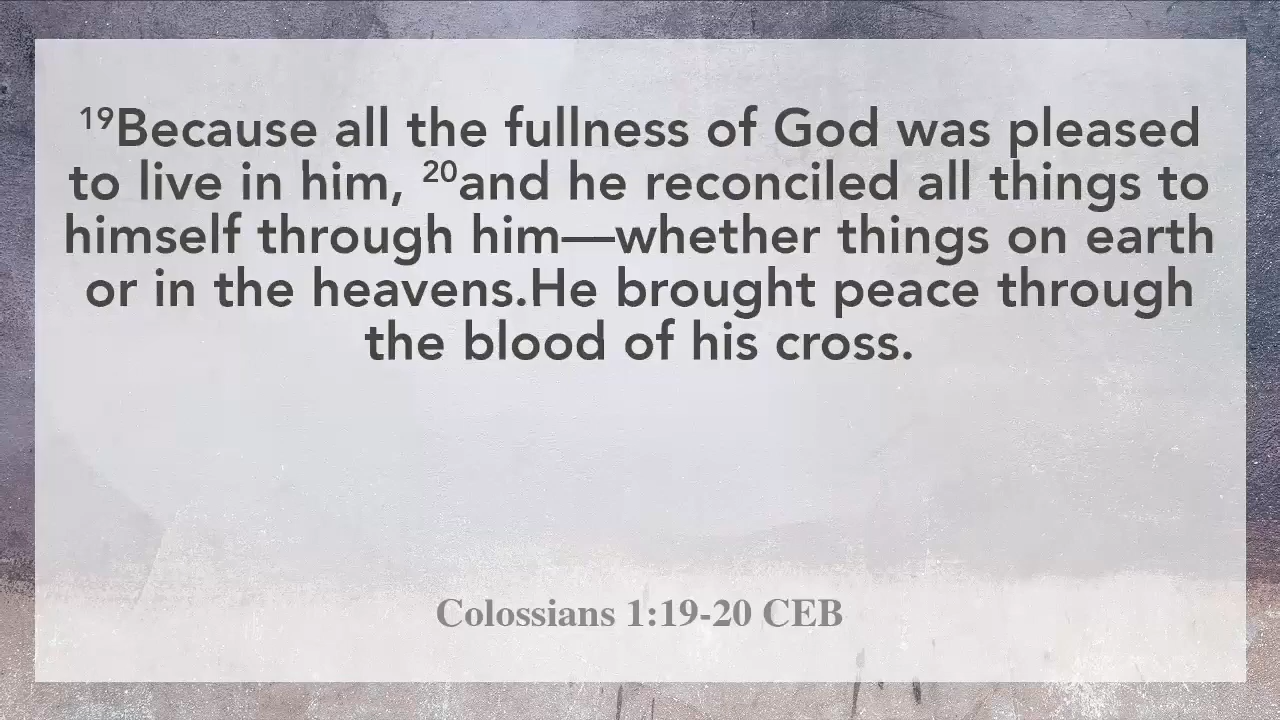 ¹⁹Because all the fullness of God was pleased
to live in him, ²⁰and he reconciled all things to
himself through him—whether things on earth
or in the heavens.He brought peace through
the blood of his cross.
Colossians 1:19-20 CEB